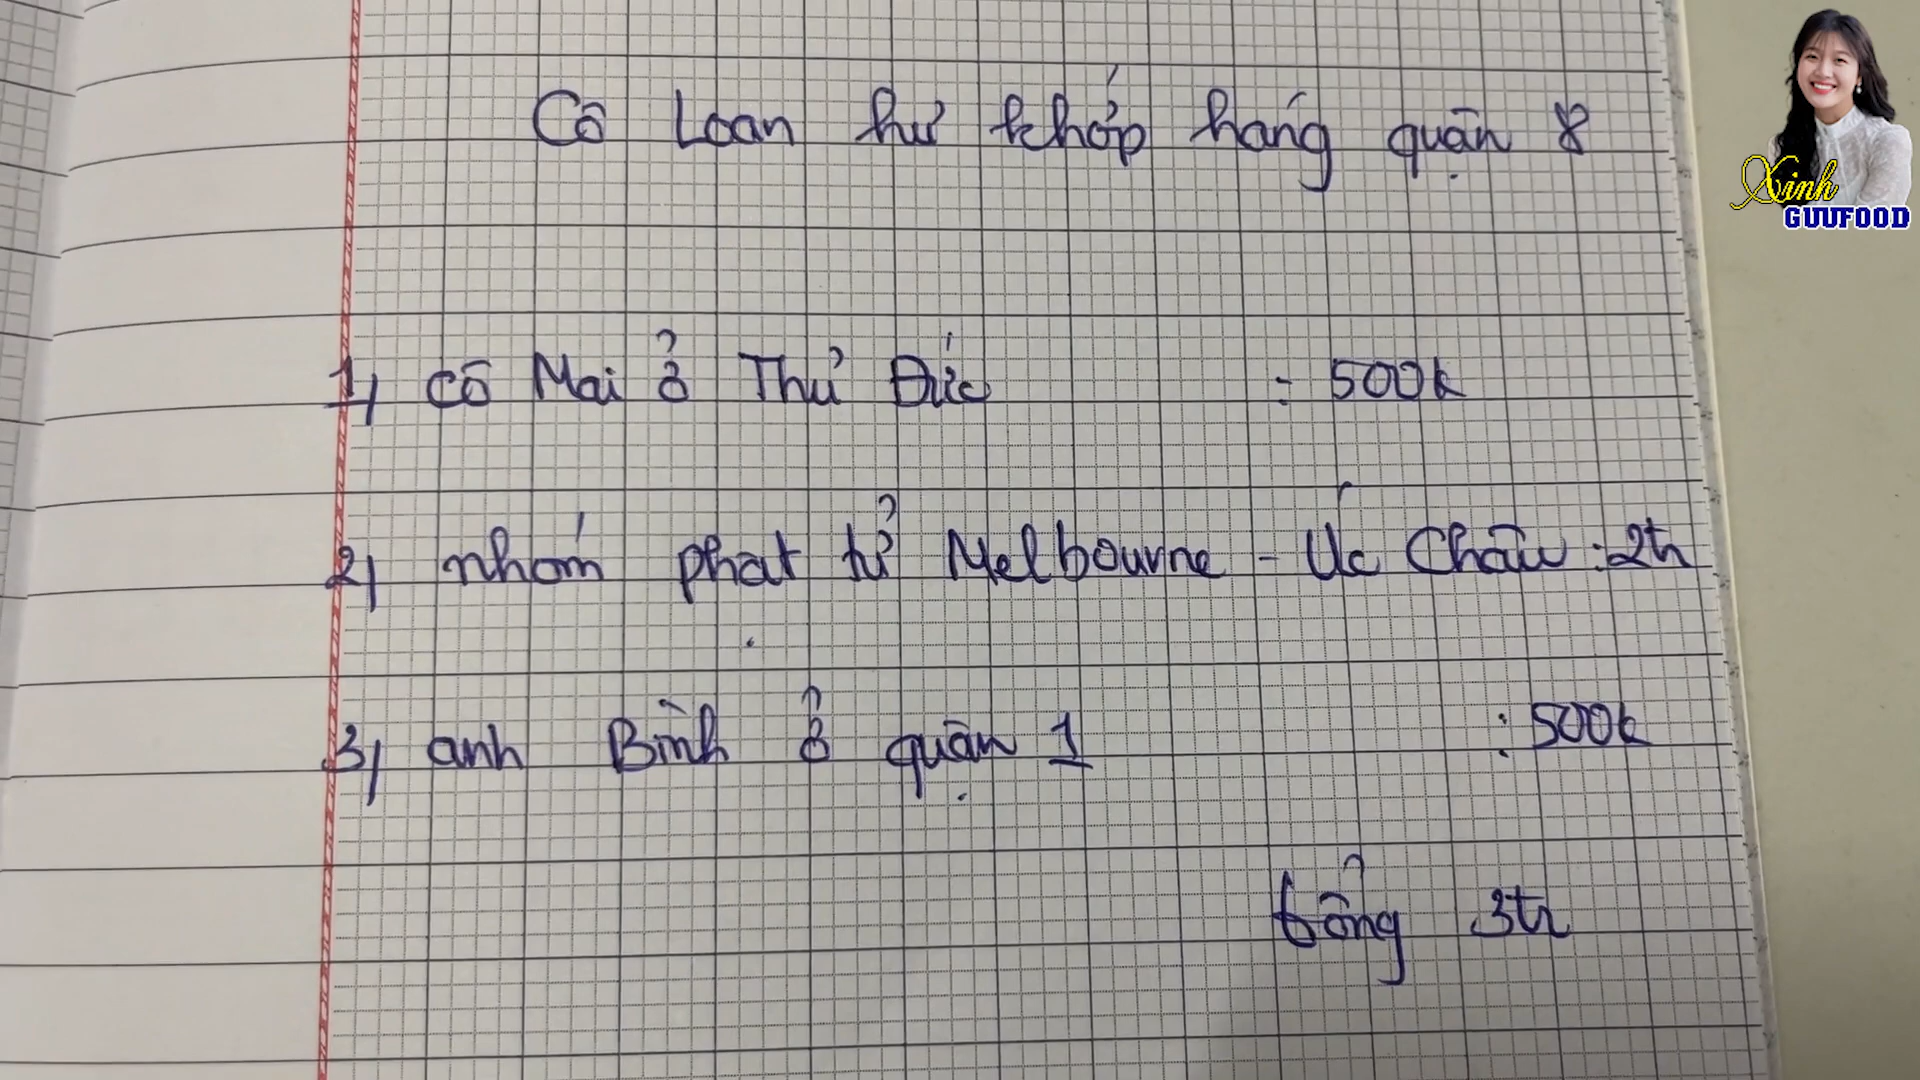 Cô Loan hư khớp háng quận 8
Xinh
GUUFOOD
1, cô Mai ở Thủ Đức : 500k
2, nhóm phật tử Melbourne - Úc Châu : 2tr
3, anh Bình ở quận 1 : 500k
tổng 3tr